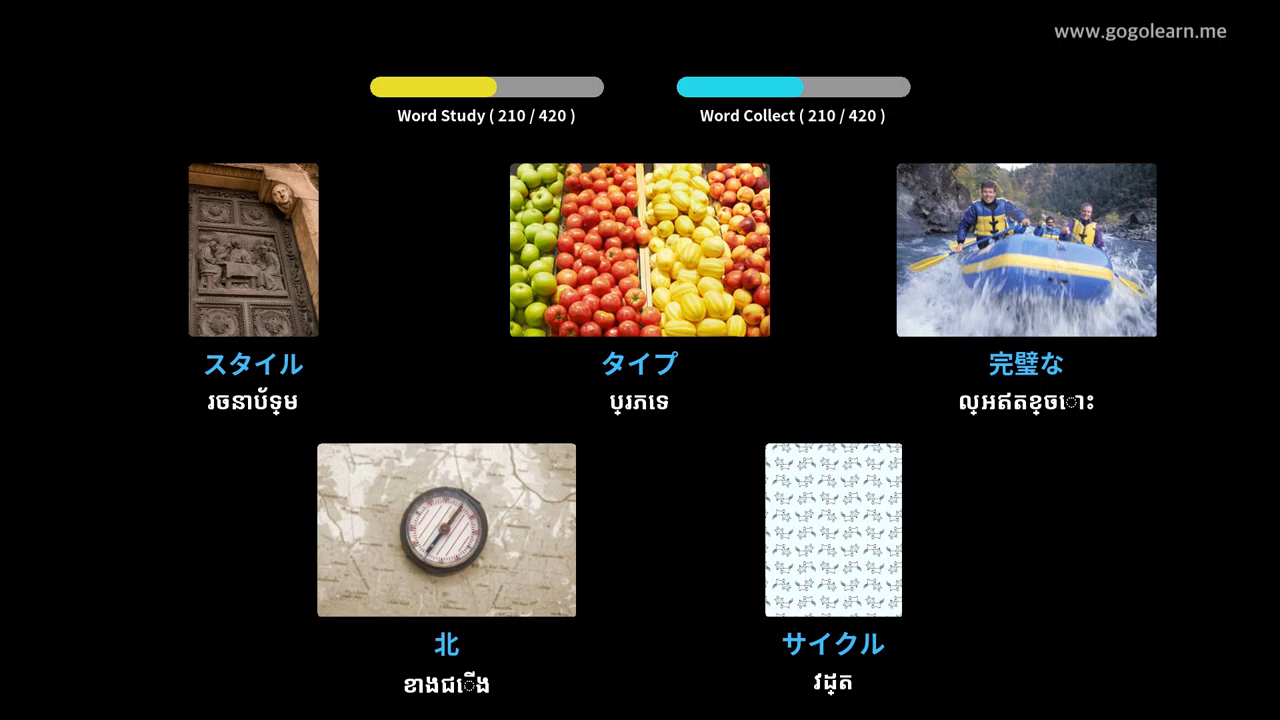 www.gogolearn.me
Word Study ( 210 / 420 )
Word Collect ( 210 / 420 )
スタイル
រចនាប័ទ្ម
タイプ
ប្រភទេ
完璧な
ល្អឥតខ្ចោះ
北
ខាងជើង
サイクル
វដ្ត